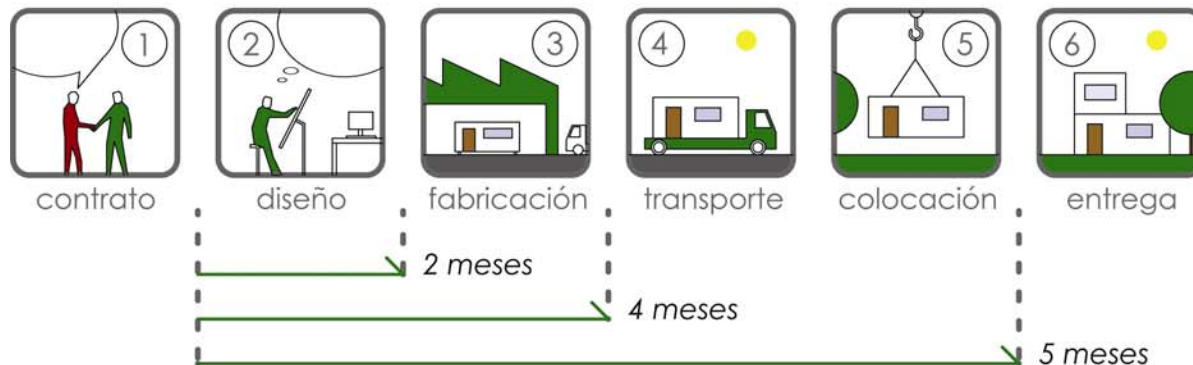 1 2 3 4 5 6
contrato diseño fabricación transporte colocación entrega
2 meses
4 meses
5 meses